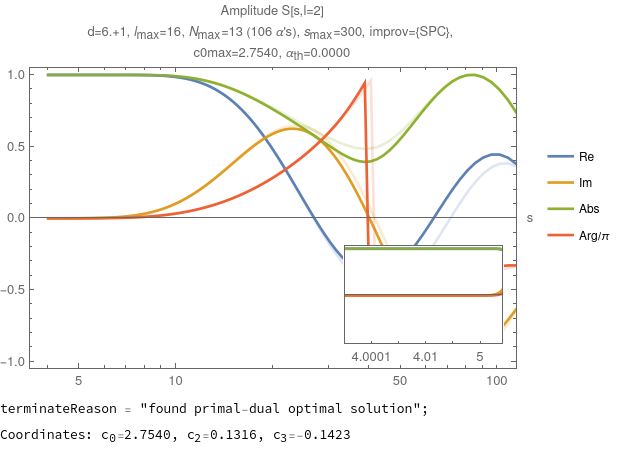 Amplitude S[s,l=2]
d=6.+1, lmax=16, Nmax=13 (106 α's), smax=300, improv={SPC},
c0max=2.7540, αth=0.0000
1.0
0.5
0.0
−0.5
−1.0
s
Re
Im
Abs
Arg/π
4.0001 4.01 5
5 10 50 100
terminateReason = "found primal-dual optimal solution";
Coordinates: c0=2.7540, c2=0.1316, c3=-0.1423